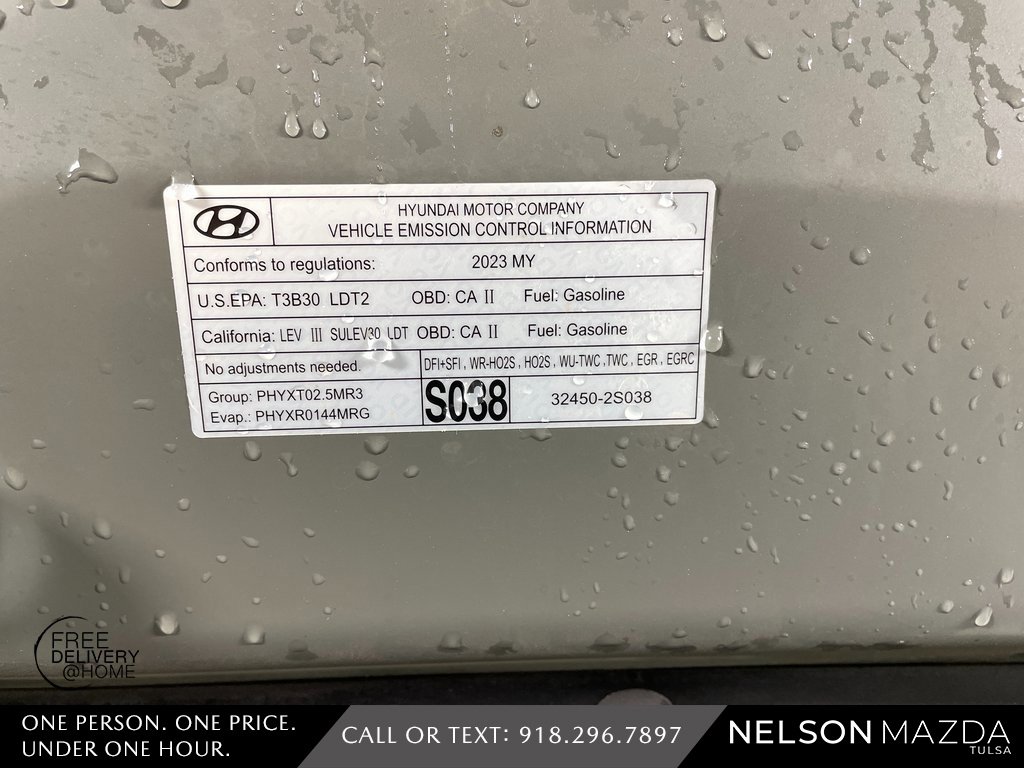 HYUNDAI MOTOR COMPANY
VEHICLE EMISSION CONTROL INFORMATION
Conforms to regulations: 2023 MY
U.S.EPA: T3B30 LDT2 OBD: CA II Fuel: Gasoline
California: LEV III SULEV30 LDT OBD: CA II Fuel: Gasoline
No adjustments needed. DFI+SFI , WR-HO2S , HO2S , WU-TWC ,TWC , EGR , EGRC
Group: PHYXT02.5MR3
Evap.: PHYXR0144MRG
S038 32450-2S038
FREE
DELIVERY
@HOME
ONE PERSON. ONE PRICE.
UNDER ONE HOUR.
CALL OR TEXT: 918.296.7897
NELSON MAZDA
TULSA